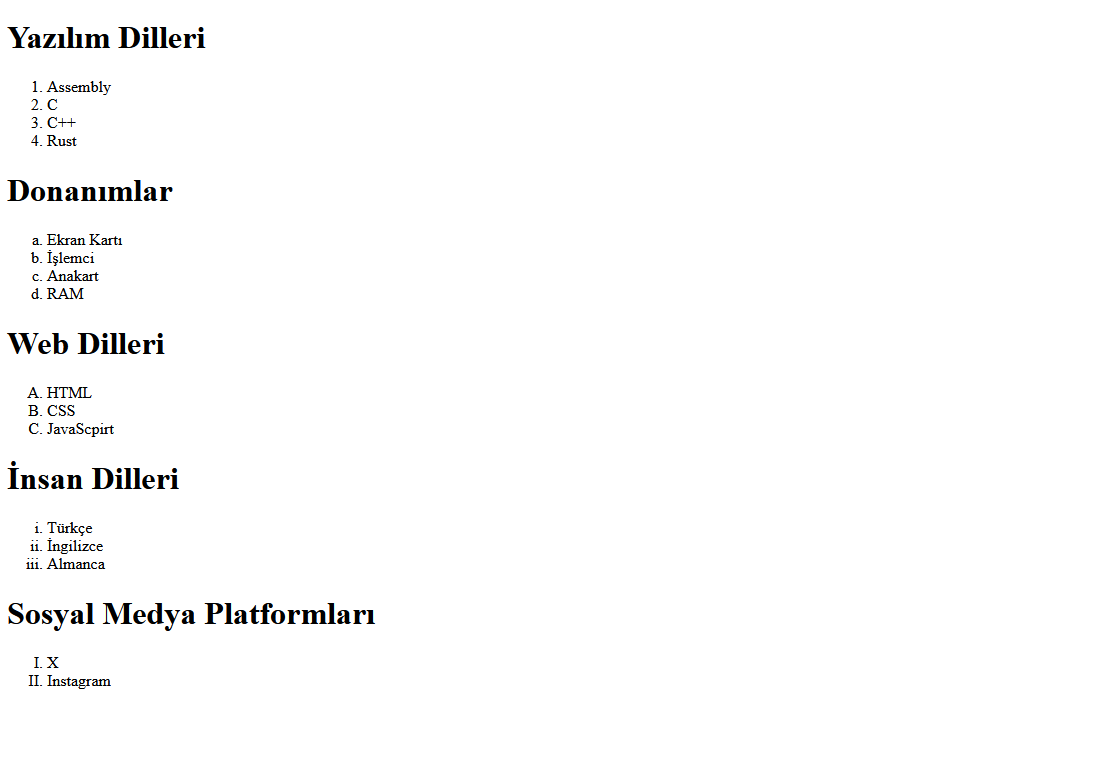 Yazılım Dilleri
1. Assembly
2. C
3. C++
4. Rust
Donanımlar
a. Ekran Kartı
b. İşlemci
c. Anakart
d. RAM
Web Dilleri
A. HTML
B. CSS
C. JavaScpirt
İnsan Dilleri
i. Türkçe
ii. İngilizce
iii. Almanca
Sosyal Medya Platformları
I. X
II. Instagram